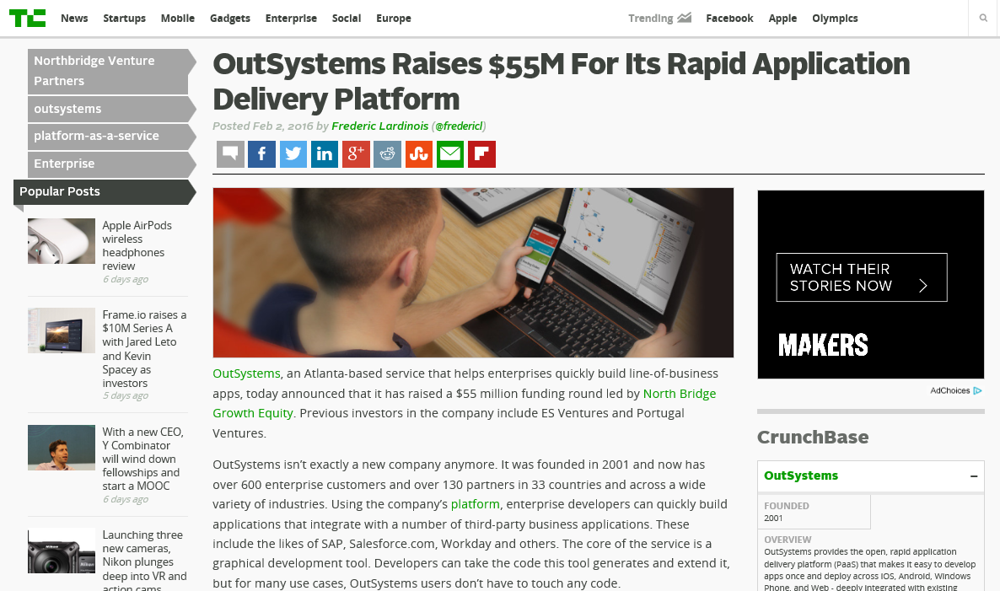 TC News Startups Mobile Gadgets Enterprise Social Europe Trending Facebook Apple Olympics
Northbridge Venture
Partners
outsystems
platform-as-a-service
Enterprise
Popular Posts
Apple AirPods
wireless
headphones
review
6 days ago
Frame.io raises a
$10M Series A
with Jared Leto
and Kevin
Spacey as
investors
5 days ago
With a new CEO,
Y Combinator
will wind down
fellowships and
start a MOOC
6 days ago
Launching three
new cameras,
Nikon plunges
deep into VR and
action cams
OutSystems Raises $55M For Its Rapid Application
Delivery Platform
Posted Feb 2, 2016 by Frederic Lardinois (@fredericl)
OutSystems, an Atlanta-based service that helps enterprises quickly build line-of-business
apps, today announced that it has raised a $55 million funding round led by North Bridge
Growth Equity. Previous investors in the company include ES Ventures and Portugal
Ventures.
OutSystems isn't exactly a new company anymore. It was founded in 2001 and now has
over 600 enterprise customers and over 130 partners in 33 countries and across a wide
variety of industries. Using the company's platform, enterprise developers can quickly build
applications that integrate with a number of third-party business applications. These
include the likes of SAP, Salesforce.com, Workday and others. The core of the service is a
graphical development tool. Developers can take the code this tool generates and extend it,
but for many use cases, OutSystems users don't have to touch any code.
WATCH THEIR
STORIES NOW
MAKERS
AdChoices
CrunchBase
OutSystems –
FOUNDED
2001
OVERVIEW
OutSystems provides the open, rapid application
delivery platform (PaaS) that makes it easy to develop
apps once and deploy across iOS, Android, Windows
Phone, and Web - deeply integrated with existing